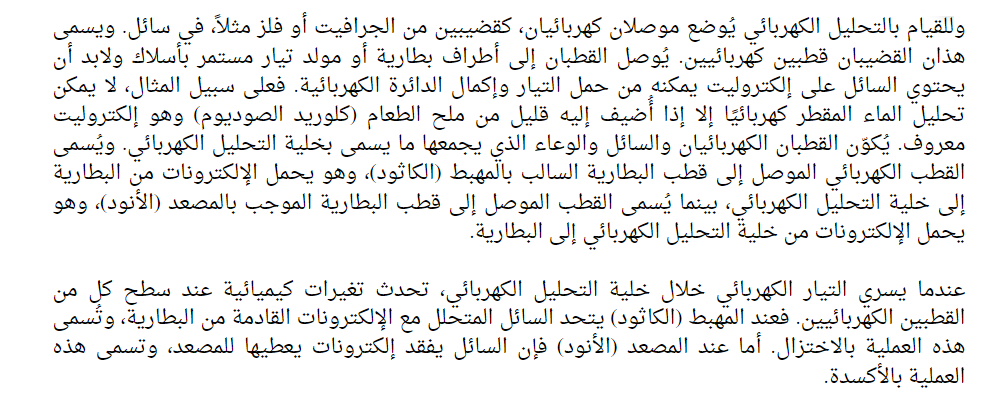 وللقيام بالتحليل الكهربائي يُوضع موصلان كهربائيان، كقضيبين من الجرافيت أو فلز مثلاً، في سائل. ويسمى
هذان القضيبان قطبين كهربائيين. يُوصل القطبان إلى أطراف بطارية أو مولد تيار مستمر بأسلاك ولابد أن
يحتوي السائل على إلكتروليت يمكنه من حمل التيار وإكمال الدائرة الكهربائية. فعلى سبيل المثال، لا يمكن
تحليل الماء المقطر كهربائيًا إلا إذا أُضيف إليه قليل من ملح الطعام (كلوريد الصوديوم) وهو إلكتروليت
معروف. يُكوّن القطبان الكهربائيان والسائل والوعاء الذي يجمعها ما يسمى بخلية التحليل الكهربائي. ويُسمى
القطب الكهربائي الموصل إلى قطب البطارية السالب بالمهبط (الكاثود)، وهو يحمل الإلكترونات من البطارية
إلى خلية التحليل الكهربائي، بينما يُسمى القطب الموصل إلى قطب البطارية الموجب بالمصعد (الأنود)، وهو
يحمل الإلكترونات من خلية التحليل الكهربائي إلى البطارية.
عندما يسري التيار الكهربائي خلال خلية التحليل الكهربائي، تحدث تغيرات كيميائية عند سطح كلٍ من
القطبين الكهربائيين. فعند المهبط (الكاثود) يتحد السائل المتحلل مع الإلكترونات القادمة من البطارية، وتُسمى
هذه العملية بالاختزال. أما عند المصعد (الأنود) فإن السائل يفقد إلكترونات يعطيها للمصعد، وتسمى هذه
العملية بالأكسدة.